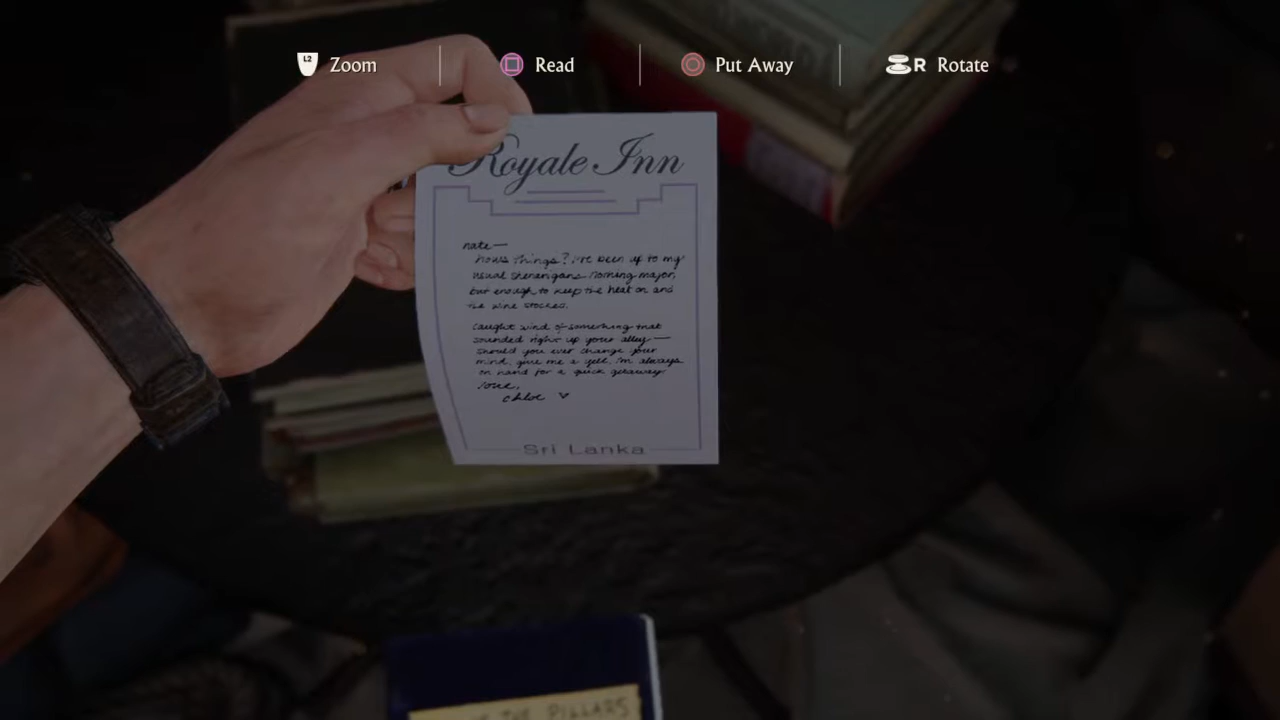 L2 Zoom
Read
Put Away
R Rotate
Royale Inn
nate—
hows things? i've been up to my
usual shenanigans. nothing major,
but enough to keep the heat on and
the wine stocked.
caught wind of something that
sounded right up your alley—
should you ever change your
mind, give me a yell. i'm always
on hand for a quick getaway.
love,
chloe
Sri Lanka
THE PILLARS